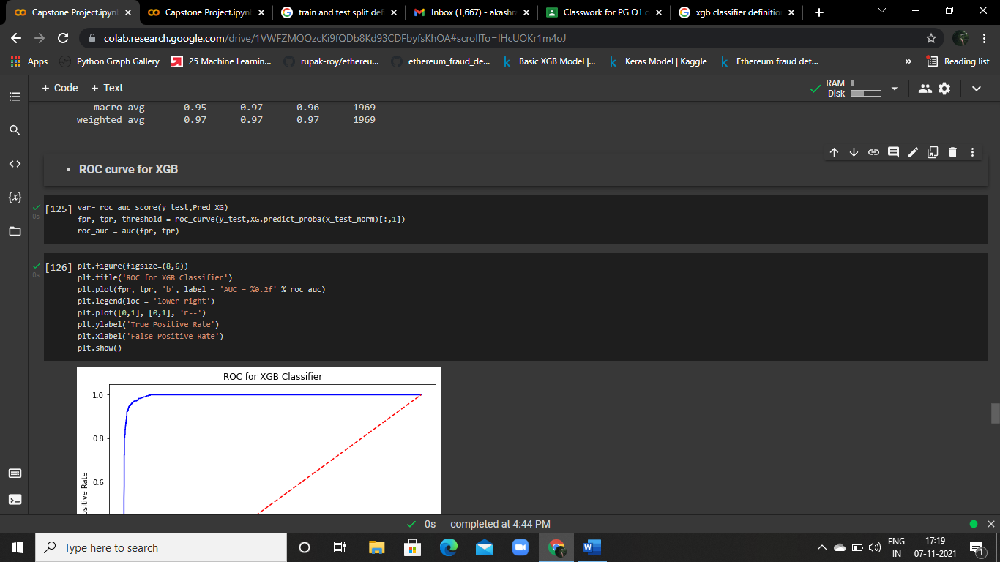 Capstone Project.ipynb
Capstone Project.ipynb
train and test split def
Inbox (1,667) - akashra
Classwork for PG O1 c
xgb classifier definition
colab.research.google.com/drive/1VWFZMQQzcKi9fQDb8Kd93CDFbyfsKhOA#scrollTo=IHcUOKr1m4oJ
Apps
Python Graph Gallery
25 Machine Learnin...
rupak-roy/ethereu...
ethereum_fraud_de...
Basic XGB Model |...
Keras Model | Kaggle
Ethereum fraud det...
»
Reading list
+ Code
+ Text
RAM
Disk
macro avg 0.95 0.97 0.96 1969
weighted avg 0.97 0.97 0.97 1969
• ROC curve for XGB
0s
[125] var= roc_auc_score(y_test,Pred_XG)
fpr, tpr, threshold = roc_curve(y_test,XG.predict_proba(x_test_norm)[:,1])
roc_auc = auc(fpr, tpr)
0s
[126] plt.figure(figsize=(8,6))
plt.title('ROC for XGB Classifier')
plt.plot(fpr, tpr, 'b', label = 'AUC = %0.2f' % roc_auc)
plt.legend(loc = 'lower right')
plt.plot([0,1], [0,1], 'r--')
plt.ylabel('True Positive Rate')
plt.xlabel('False Positive Rate')
plt.show()
ROC for XGB Classifier
1.0
0.8
0.6
ositive Rate
0s completed at 4:44 PM
Type here to search
ENG
IN
17:19
07-11-2021
1